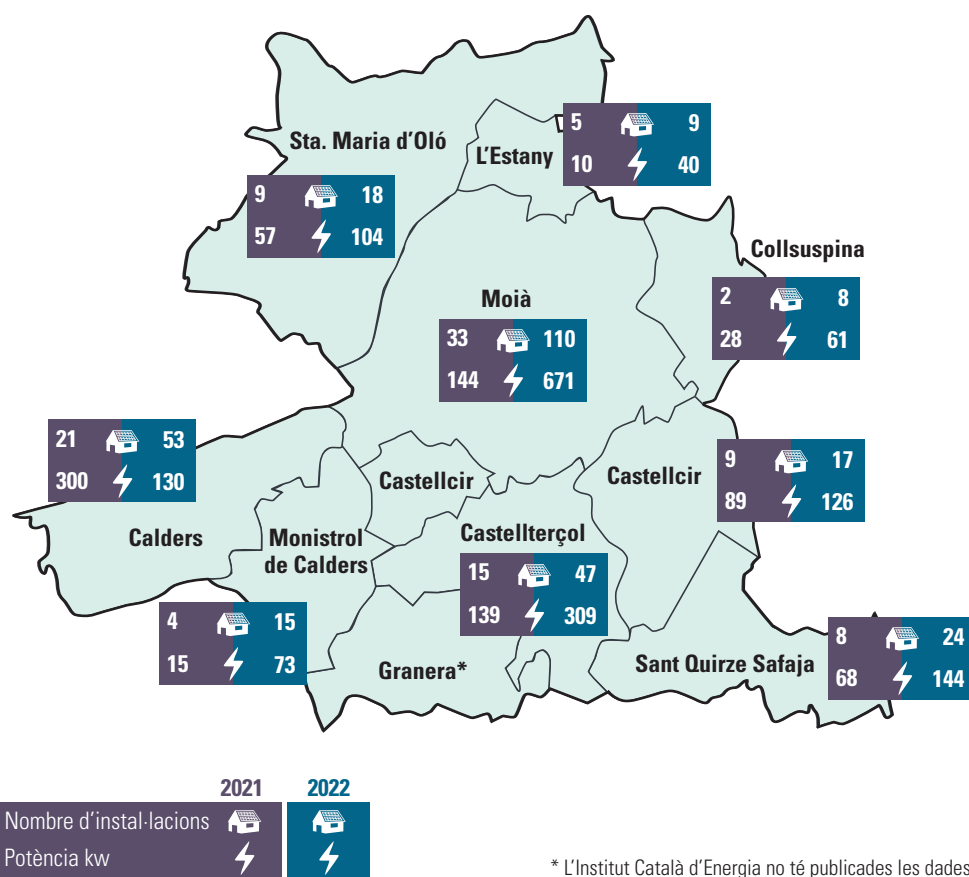 Sta. Maria d'Oló
9 18
57 104
L'Estany
5 9
10 40
Collsuspina
2 8
28 61
Moià
33 110
144 671
21 53
300 130
Calders
Monistrol
de Calders
4 15
15 73
Castellcir
Castellterçol
15 47
139 309
Castellcir
9 17
89 126
Granera*
Sant Quirze Safaja
8 24
68 144
2021 2022
Nombre d'instal·lacions
Potència kw
* L'Institut Català d'Energia no té publicades les dades